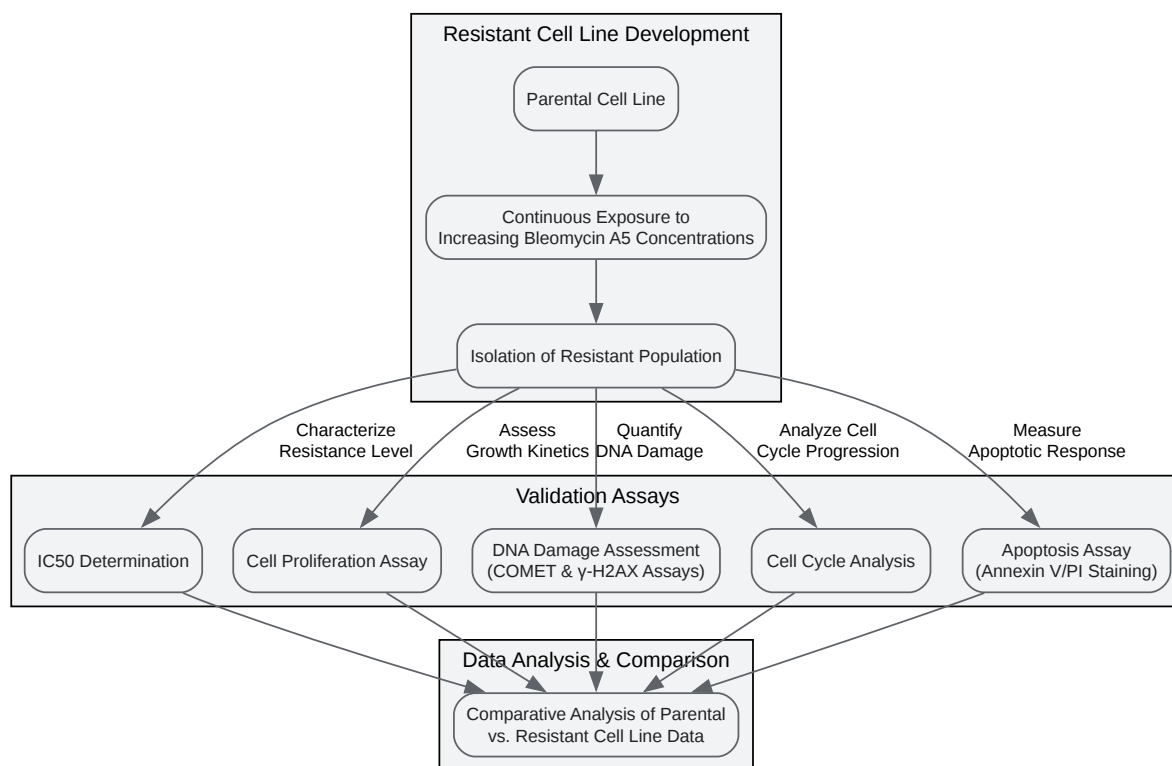 Resistant Cell Line Development
Parental Cell Line
Continuous Exposure to
Increasing Bleomycin A5 Concentrations
Isolation of Resistant Population
Characterize
Resistance Level
Assess
Growth Kinetics
Quantify
DNA Damage
Analyze Cell
Cycle Progression
Measure
Apoptotic Response
Validation Assays
IC50 Determination
Cell Proliferation Assay
DNA Damage Assessment
(COMET & γ-H2AX Assays)
Cell Cycle Analysis
Apoptosis Assay
(Annexin V/PI Staining)
Data Analysis & Comparison
Comparative Analysis of Parental
vs. Resistant Cell Line Data